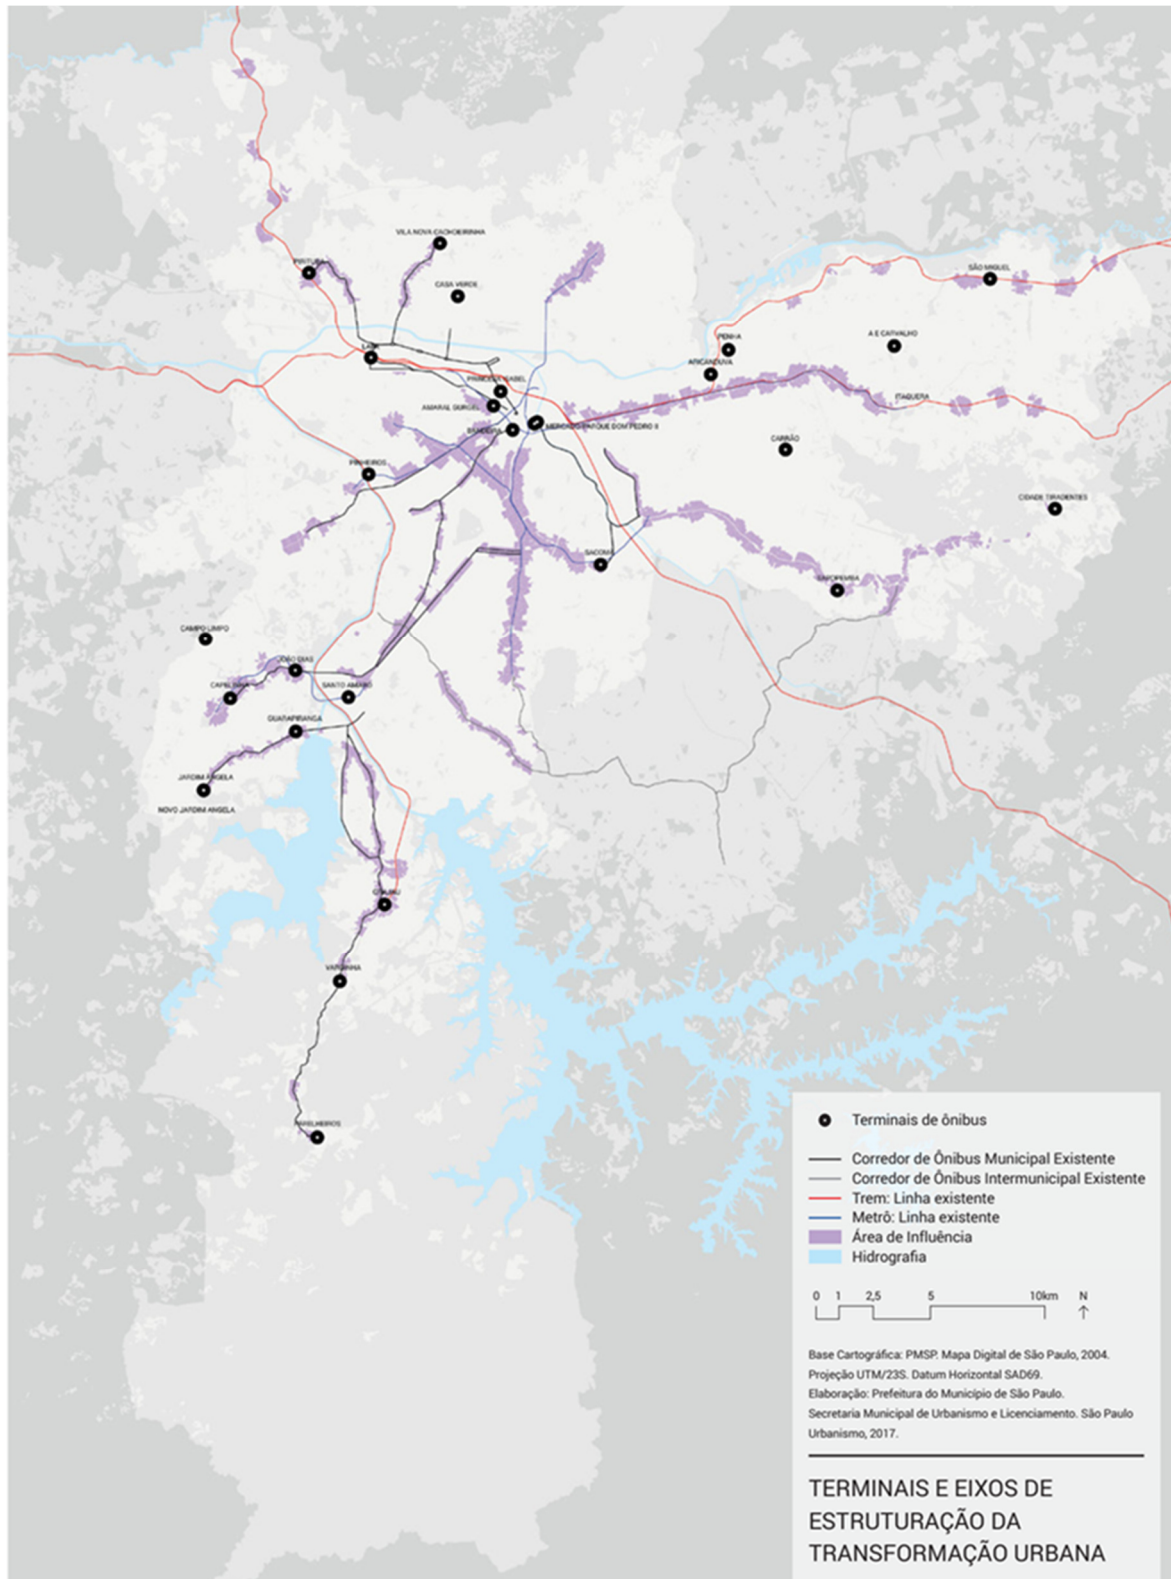 VILA NOVA CACHOEIRINHA
PIRITUBA
CASA VERDE
SÃO MIGUEL
LAPA
PENHA
A E CARVALHO
ARICANDUVA
PRINCESA ISABEL
ITAQUERA
AMARAL GURGEL
BANDEIRA
MERCADO PARQUE DOM PEDRO II
CARRÃO
PINHEIROS
CIDADE TIRADENTES
SACOMÃ
SAPOPEMBA
CAMPO LIMPO
JOÃO DIAS
CAPELINHA
SANTO AMARO
GUARAPIRANGA
JARDIM ANGELA
NOVO JARDIM ANGELA
GRAJAÚ
VARGINHA
PARELHEIROS
Terminais de ônibus
Corredor de Ônibus Municipal Existente
Corredor de Ônibus Intermunicipal Existente
Trem: Linha existente
Metrô: Linha existente
Área de Influência
Hidrografia
0 1 2,5 5 10km N
Base Cartográfica: PMSP. Mapa Digital de São Paulo, 2004.
Projeção UTM/23S. Datum Horizontal SAD69.
Elaboração: Prefeitura do Município de São Paulo.
Secretaria Municipal de Urbanismo e Licenciamento. São Paulo
Urbanismo, 2017.
TERMINAIS E EIXOS DE
ESTRUTURAÇÃO DA
TRANSFORMAÇÃO URBANA